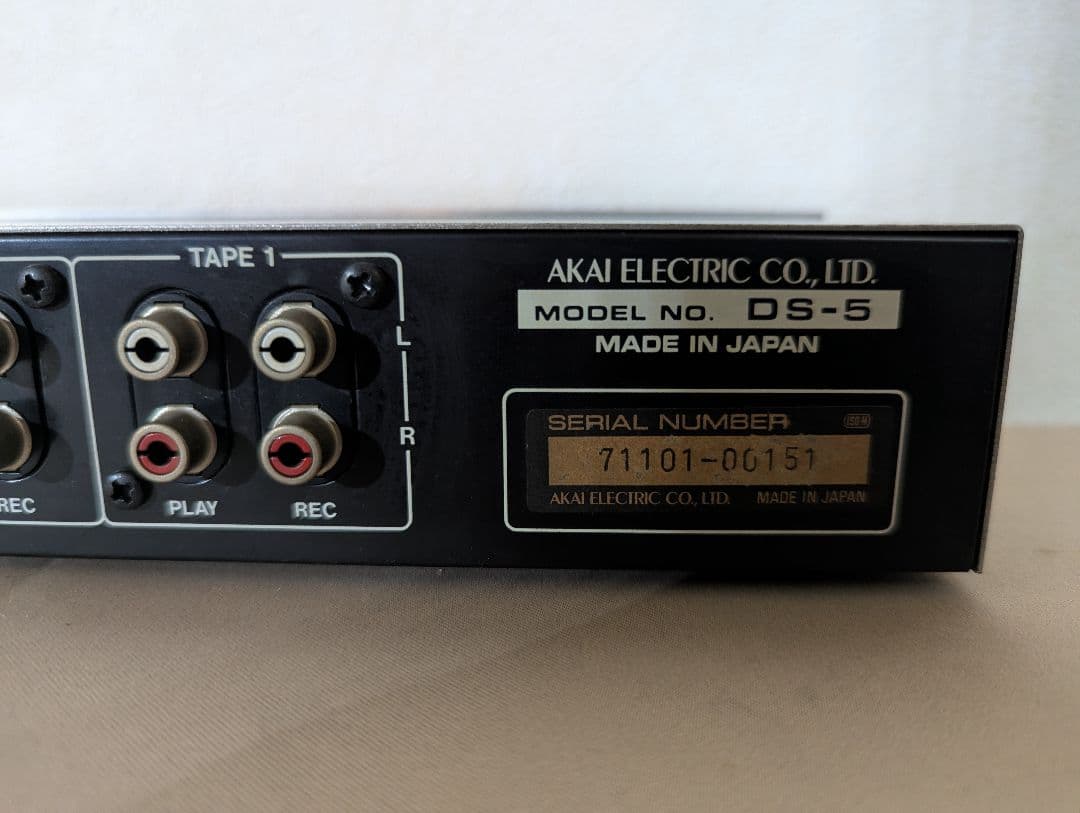 TAPE 1
L
R
REC
PLAY
REC
AKAI ELECTRIC CO., LTD.
MODEL NO. DS-5
MADE IN JAPAN
SERIAL NUMBER
71101-00151
AKAI ELECTRIC CO., LTD. MADE IN JAPAN